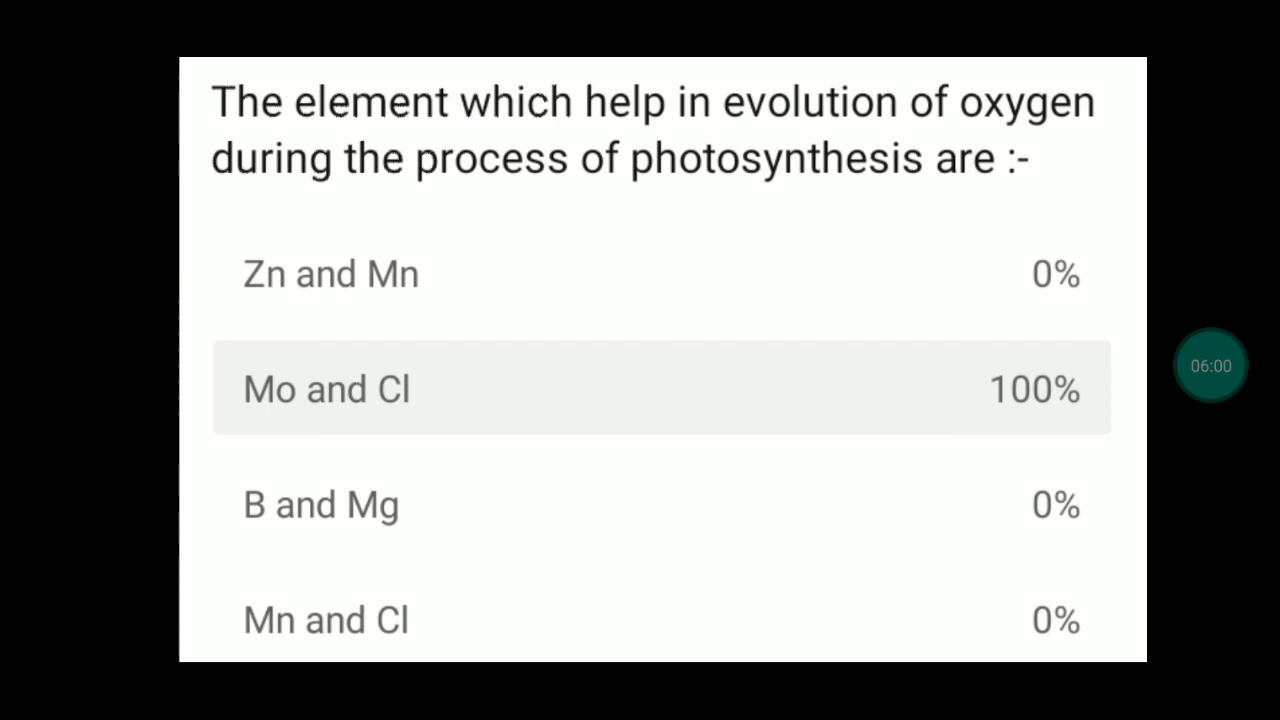 The element which help in evolution of oxygen
during the process of photosynthesis are :-
Zn and Mn 0%
Mo and Cl 100%
06:00
B and Mg 0%
Mn and Cl 0%